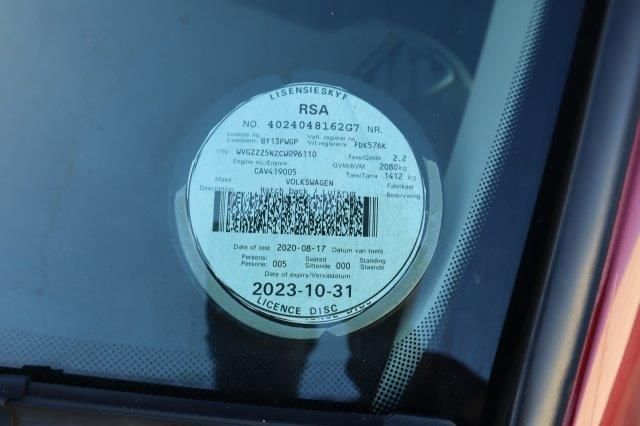 LISENSIESKYF
RSA
NO. 4024048162G7 NR.
Licence no. Veh. register no.
Lisensienr. BY13PWGP Vrt.registernr. FDK576K
VIN WVGZZZ5NZCW096110 Fees/Gelde 2.2
Engine no./Enjinnr. GVM/BVM 2080kg
CAV419005 Tare/Tarra 1412 kg
Make VOLKSWAGEN Fabrikaat
Description Hatch back / Luikrug Beskrywing
Date of test 2020-08-17 Datum van toets
Persons: Seated Standing
Persone: 005 Sittende 000 Staande
Date of expiry/Vervaldatum
2023-10-31
LICENCE DISC